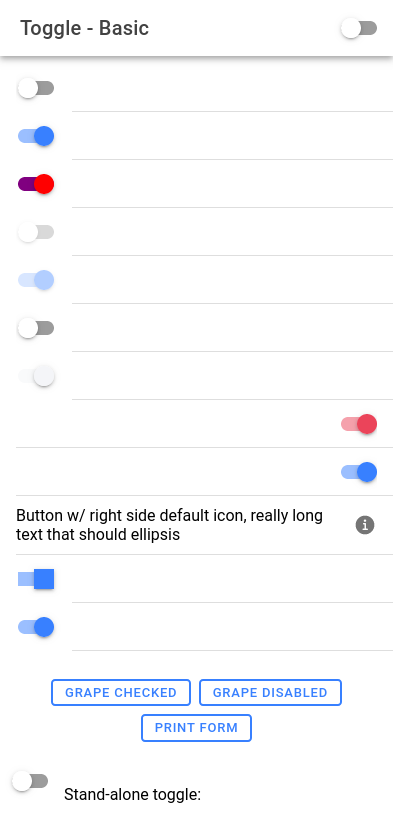 Toggle - Basic
Button w/ right side default icon, really long
text that should ellipsis
GRAPE CHECKED
GRAPE DISABLED
PRINT FORM
Stand-alone toggle: